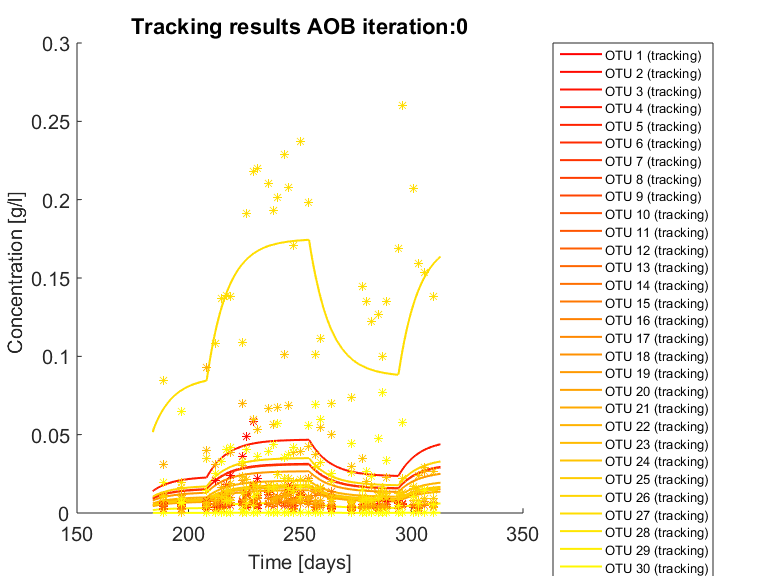 Tracking results AOB iteration:0
Concentration [g/l]
0.3
0.25
0.2
0.15
0.1
0.05
0
150
200
250
300
350
Time [days]
OTU 1 (tracking)
OTU 2 (tracking)
OTU 3 (tracking)
OTU 4 (tracking)
OTU 5 (tracking)
OTU 6 (tracking)
OTU 7 (tracking)
OTU 8 (tracking)
OTU 9 (tracking)
OTU 10 (tracking)
OTU 11 (tracking)
OTU 12 (tracking)
OTU 13 (tracking)
OTU 14 (tracking)
OTU 15 (tracking)
OTU 16 (tracking)
OTU 17 (tracking)
OTU 18 (tracking)
OTU 19 (tracking)
OTU 20 (tracking)
OTU 21 (tracking)
OTU 22 (tracking)
OTU 23 (tracking)
OTU 24 (tracking)
OTU 25 (tracking)
OTU 26 (tracking)
OTU 27 (tracking)
OTU 28 (tracking)
OTU 29 (tracking)
OTU 30 (tracking)